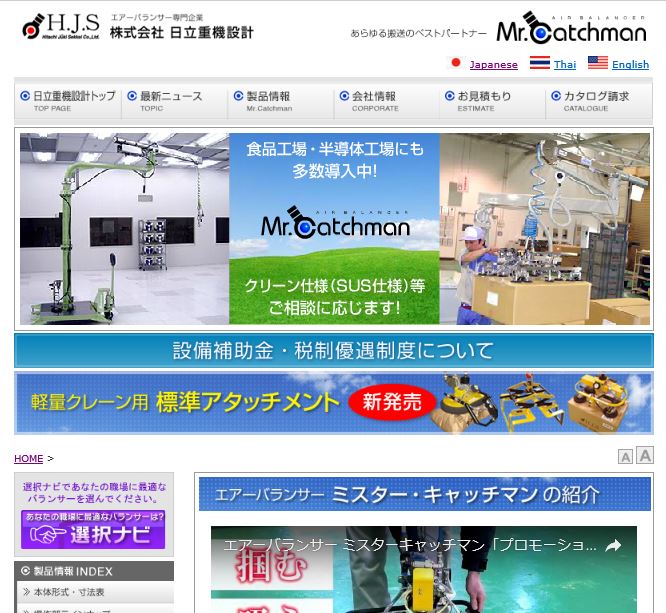 H.J.S
Hitachi Jūki Sekkei Co.,Ltd.
エアーバランサー専門企業
株式会社 日立重機設計
あらゆる搬送のベストパートナー
AIR BALANCER
Mr.Catchman
Japanese Thai English
日立重機設計トップ 最新ニュース 製品情報 会社情報 お見積もり カタログ請求
TOP PAGE TOPIC Mr.Catchman CORPORATE ESTIMATE CATALOGUE
食品工場・半導体工場にも
多数導入中!
AIR BALANCER
Mr.Catchman
クリーン仕様(SUS仕様)等
ご相談に応じます!
設備補助金・税制優遇制度について
軽量クレーン用 標準アタッチメント 新発売
HOME >
A A
選択ナビであなたの職場に最適な
バランサーを選んでください。
あなたの職場に最適なバランサーは?
選択ナビ
製品情報 INDEX
本体形式・寸法表
エアーバランサー ミスター・キャッチマン の紹介
エアーバランサー ミスターキャッチマン「プロモーショ...
掴む